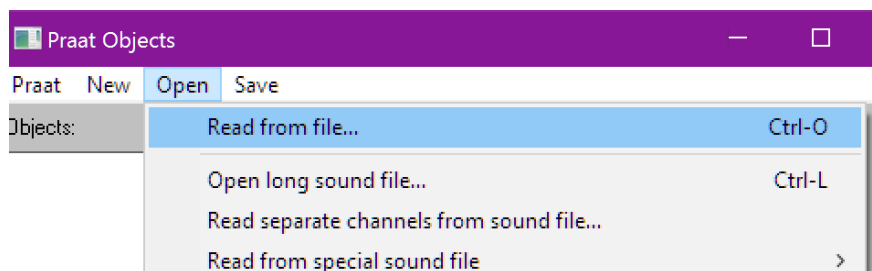 Praat Objects
Praat New Open Save
Objects:
Read from file... Ctrl-O
Open long sound file... Ctrl-L
Read separate channels from sound file...
Read from special sound file >